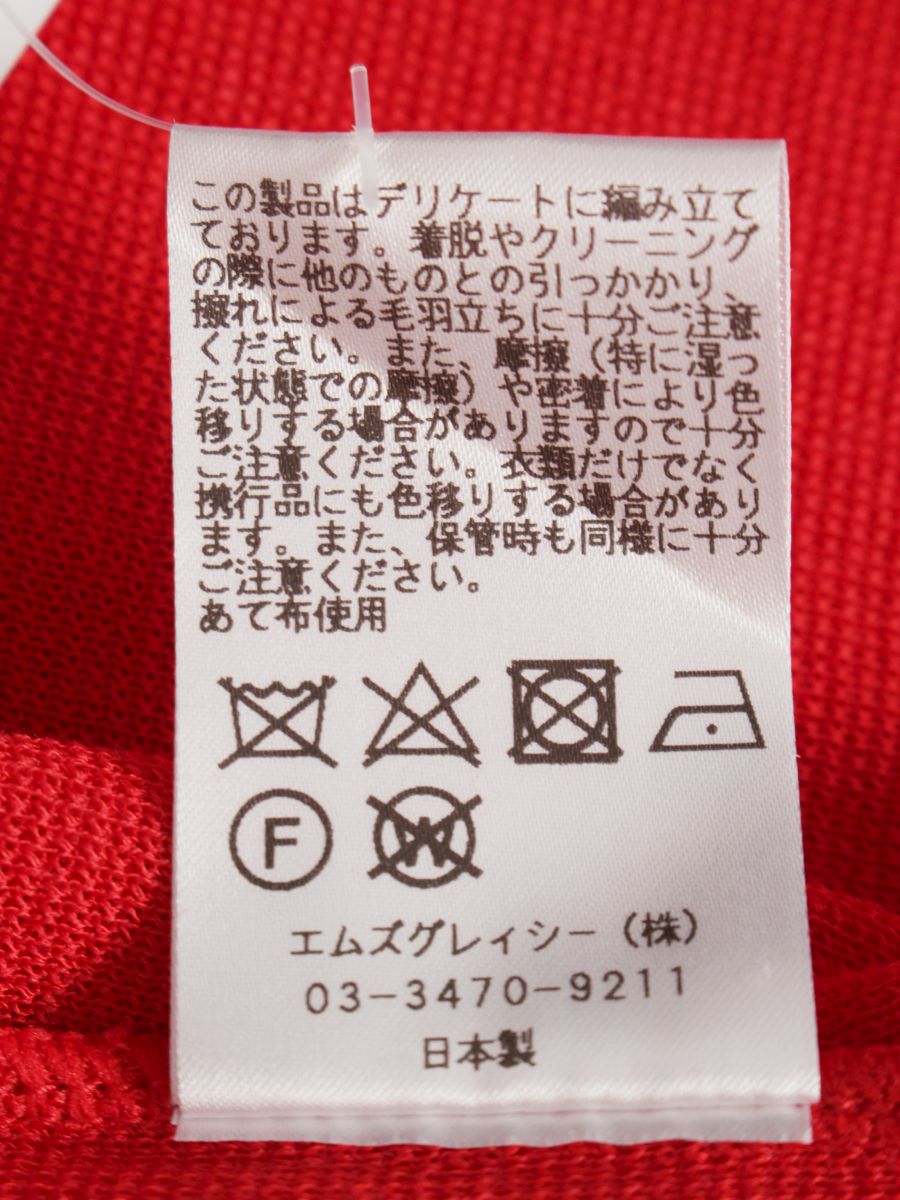 この製品はデリケートに編み立て
ております。着脱やクリーニング
の際に他のものとの引っかかり、
擦れによる毛羽立ちに十分ご注意
ください。また、摩擦（特に湿っ
た状態での摩擦）や密着により色
移りする場合がありますので十分
ご注意ください。衣類だけでなく
携行品にも色移りする場合があり
ます。また、保管時も同様に十分
ご注意ください。
あて布使用
F W
エムズグレイシー（株）
03-3470-9211
日本製